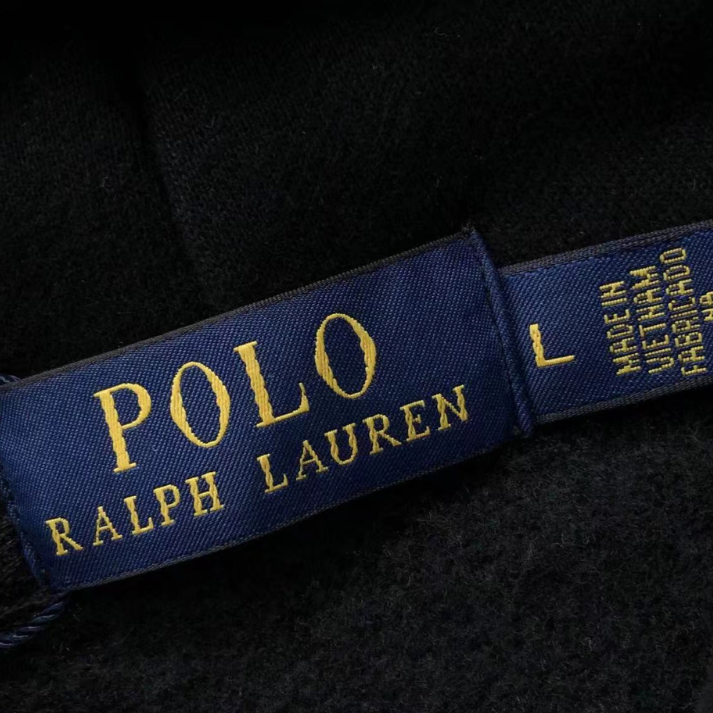 POLO
RALPH LAUREN
L
MADE IN
VIETNAM
FABRICADO